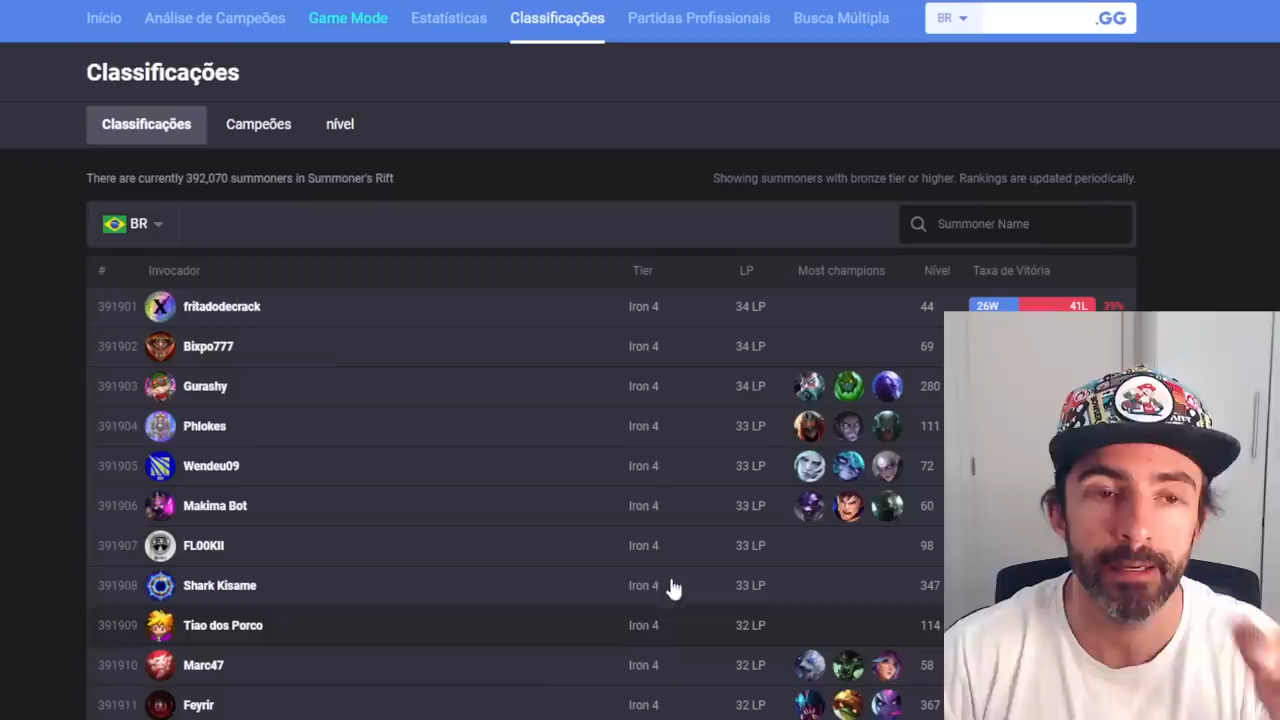 Início Análise de Campeões Game Mode Estatísticas Classificações Partidas Profissionais Busca Múltipla BR .GG
Classificações
Classificações Campeões nível
There are currently 392,070 summoners in Summoner's Rift Showing summoners with bronze tier or higher. Rankings are updated periodically.
BR Summoner Name
# Invocador Tier LP Most champions Nível Taxa de Vitória
391901 X fritadodecrack Iron 4 34 LP 44 26W 41L 39%
391902 Bixpo777 Iron 4 34 LP 69
391903 Gurashy Iron 4 34 LP 280
391904 Phlokes Iron 4 33 LP 111
391905 Wendeu09 Iron 4 33 LP 72
391906 Makima Bot Iron 4 33 LP 60
391907 FL00KII Iron 4 33 LP 98
391908 Shark Kisame Iron 4 33 LP 347
391909 Tiao dos Porco Iron 4 32 LP 114
391910 Marc47 Iron 4 32 LP 58
391911 Feyrir Iron 4 32 LP 367